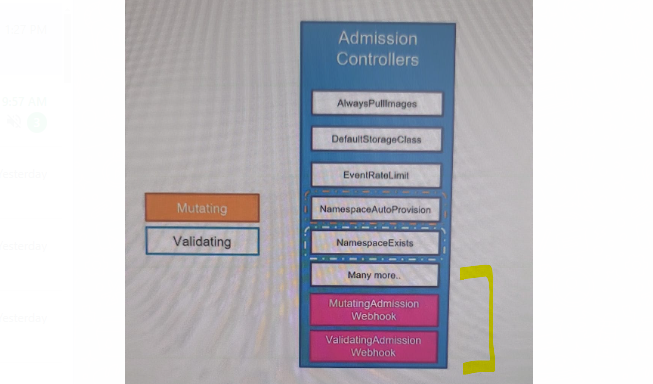 Admission
Controllers
AlwaysPullImages
DefaultStorageClass
EventRateLimit
NamespaceAutoProvision
NamespaceExists
Many more..
MutatingAdmission
Webhook
ValidatingAdmission
Webhook
Mutating
Validating